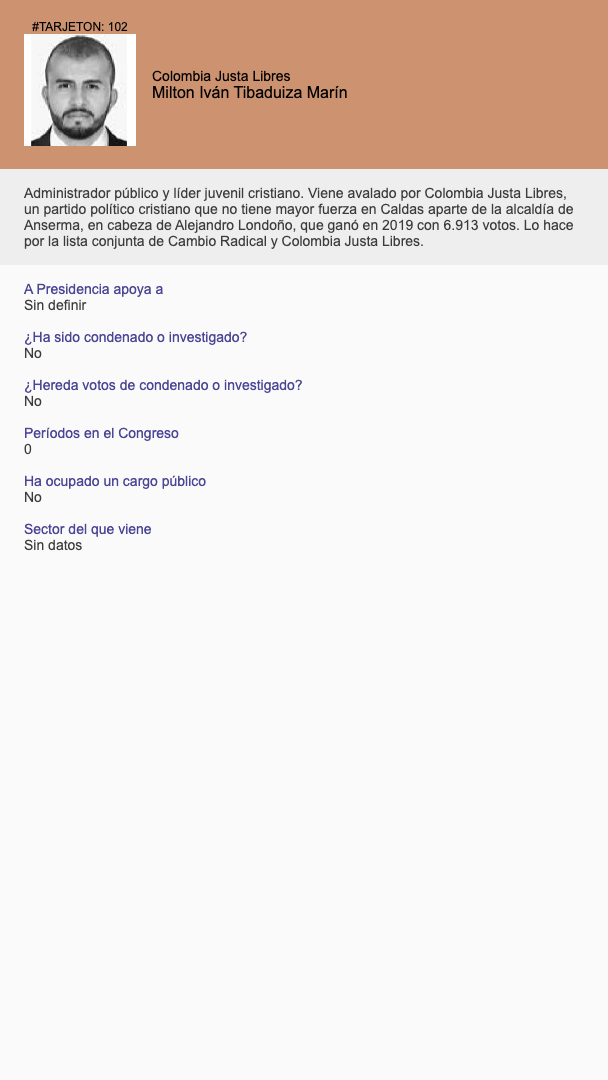 #TARJETON: 102
Colombia Justa Libres
Milton Iván Tibaduiza Marín
Administrador público y líder juvenil cristiano. Viene avalado por Colombia Justa Libres,
un partido político cristiano que no tiene mayor fuerza en Caldas aparte de la alcaldía de
Anserma, en cabeza de Alejandro Londoño, que ganó en 2019 con 6.913 votos. Lo hace
por la lista conjunta de Cambio Radical y Colombia Justa Libres.
A Presidencia apoya a
Sin definir
¿Ha sido condenado o investigado?
No
¿Hereda votos de condenado o investigado?
No
Períodos en el Congreso
0
Ha ocupado un cargo público
No
Sector del que viene
Sin datos